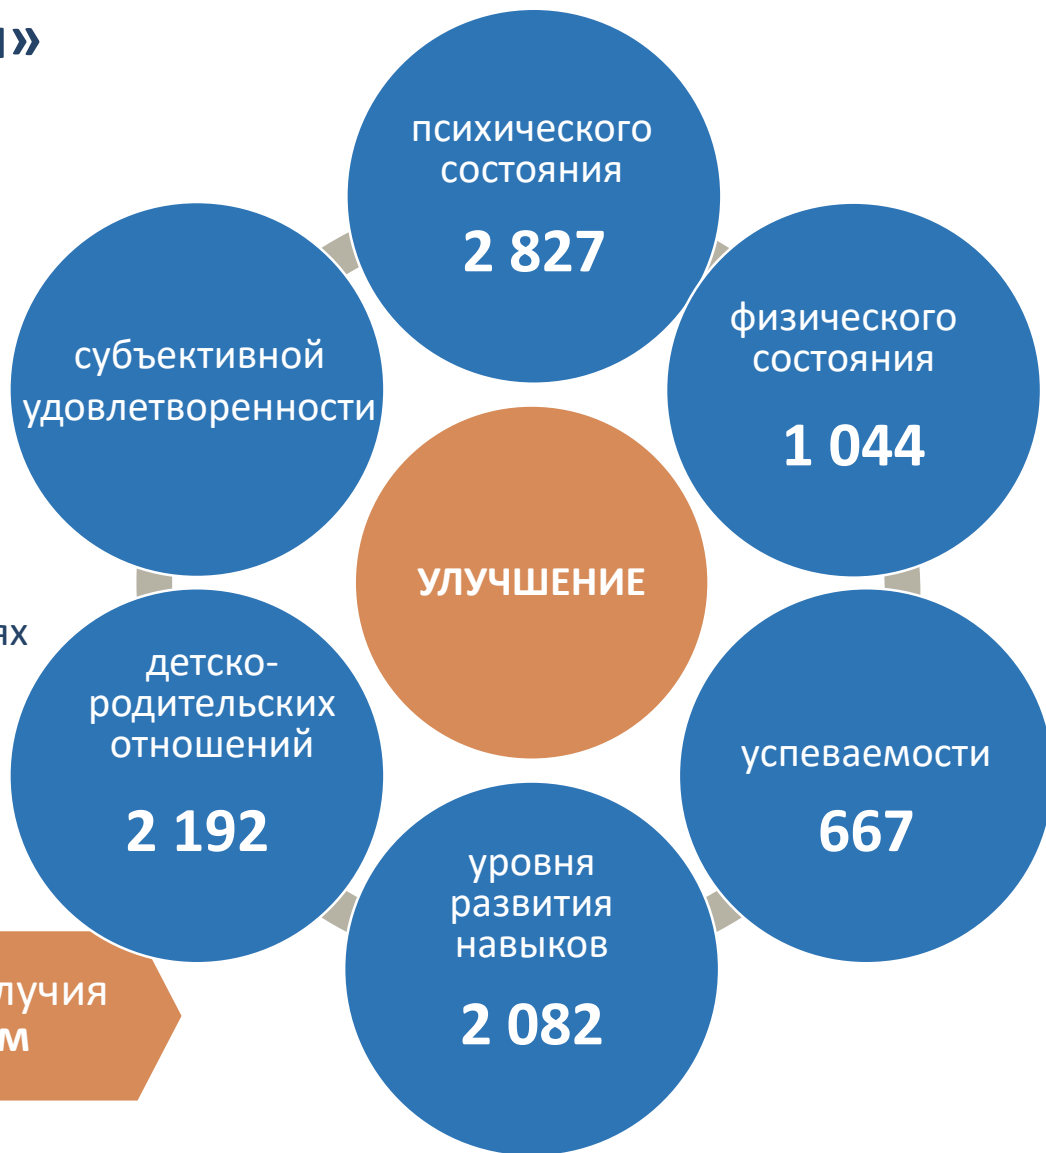 психического
состояния
2 827
физического
состояния
1 044
субъективной
удовлетворенности
УЛУЧШЕНИЕ
детско-
родительских
отношений
2 192
успеваемости
667
уровня
развития
навыков
2 082